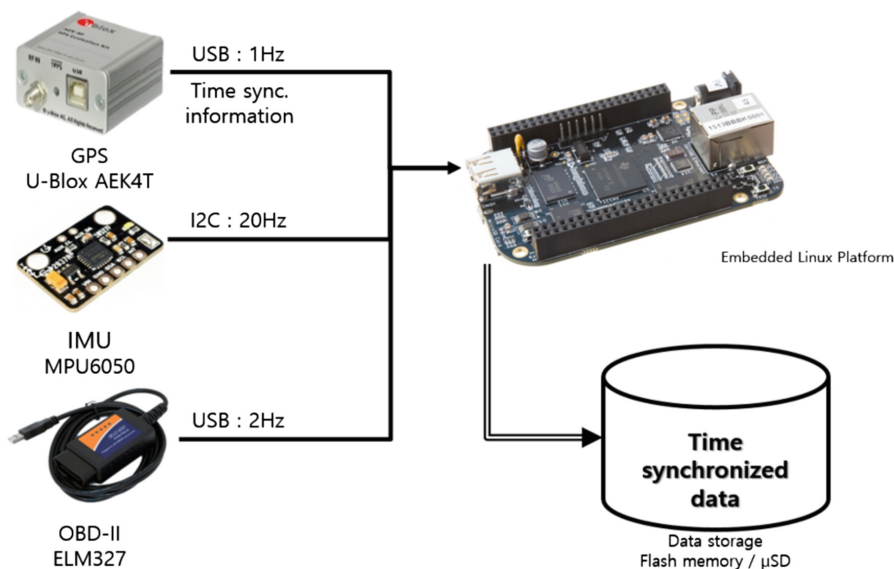 USB : 1Hz
Time sync.
information
GPS
U-Blox AEK4T
I2C : 20Hz
IMU
MPU6050
USB : 2Hz
OBD-II
ELM327
Embedded Linux Platform
Time
synchronized
data
Data storage
Flash memory / μSD